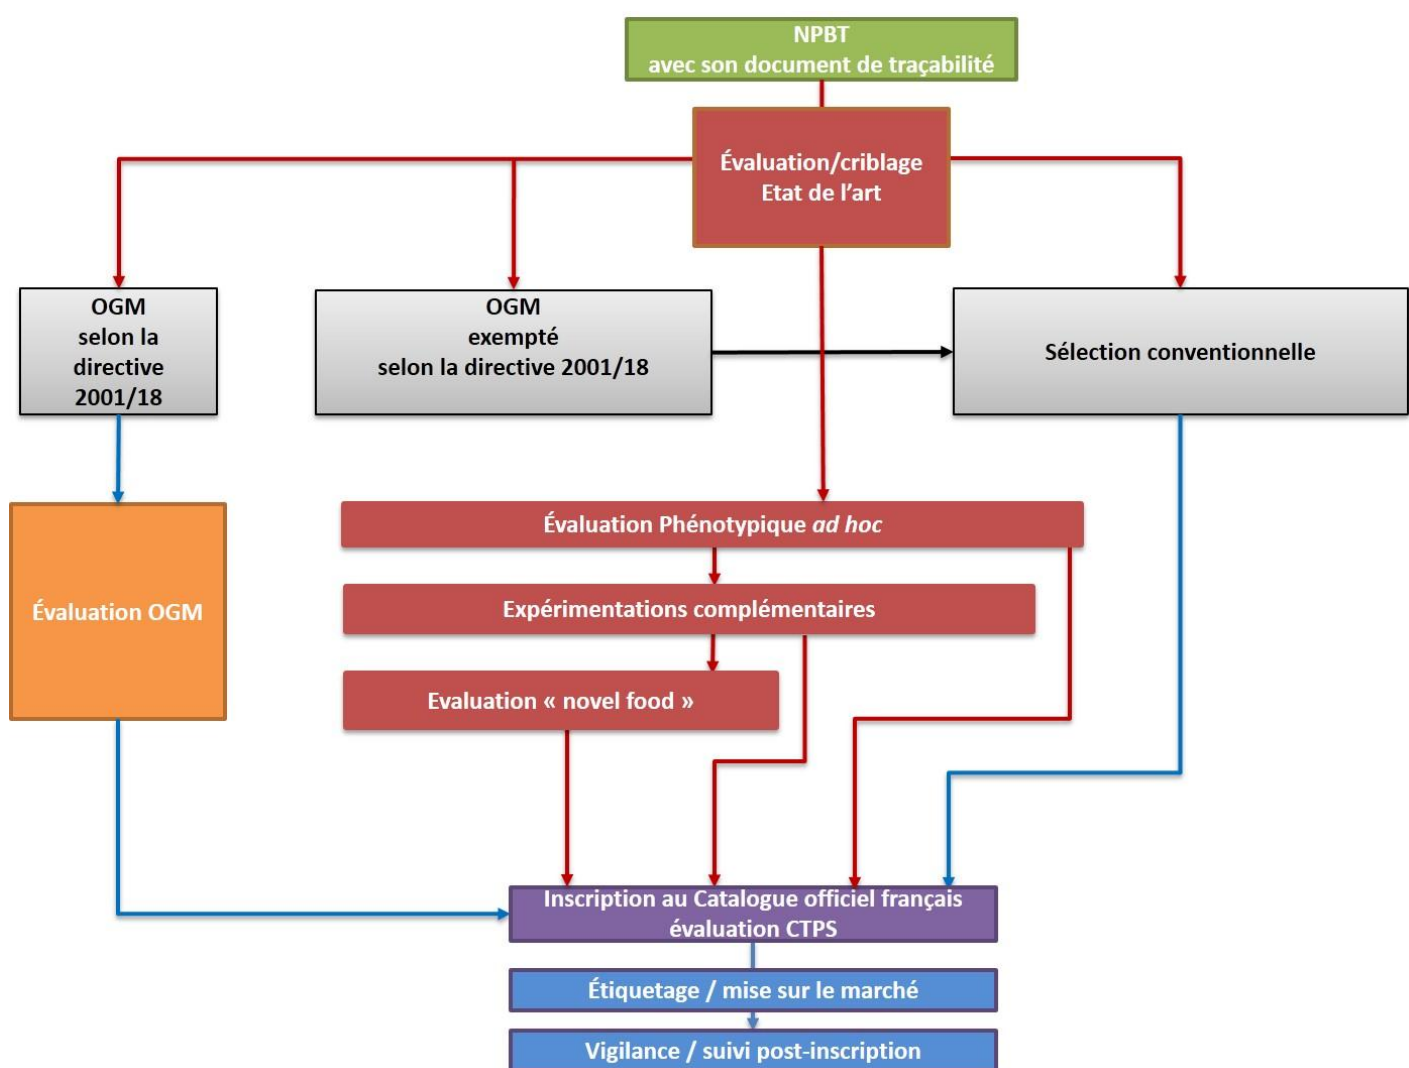 NPBT
avec son document de traçabilité
Évaluation/criblage
Etat de l’art
OGM
selon la
directive
2001/18
OGM
exempté
selon la directive 2001/18
Sélection conventionnelle
Évaluation Phénotypique ad hoc
Évaluation OGM
Expérimentations complémentaires
Evaluation « novel food »
Inscription au Catalogue officiel français
évaluation CTPS
Étiquetage / mise sur le marché
Vigilance / suivi post-inscription